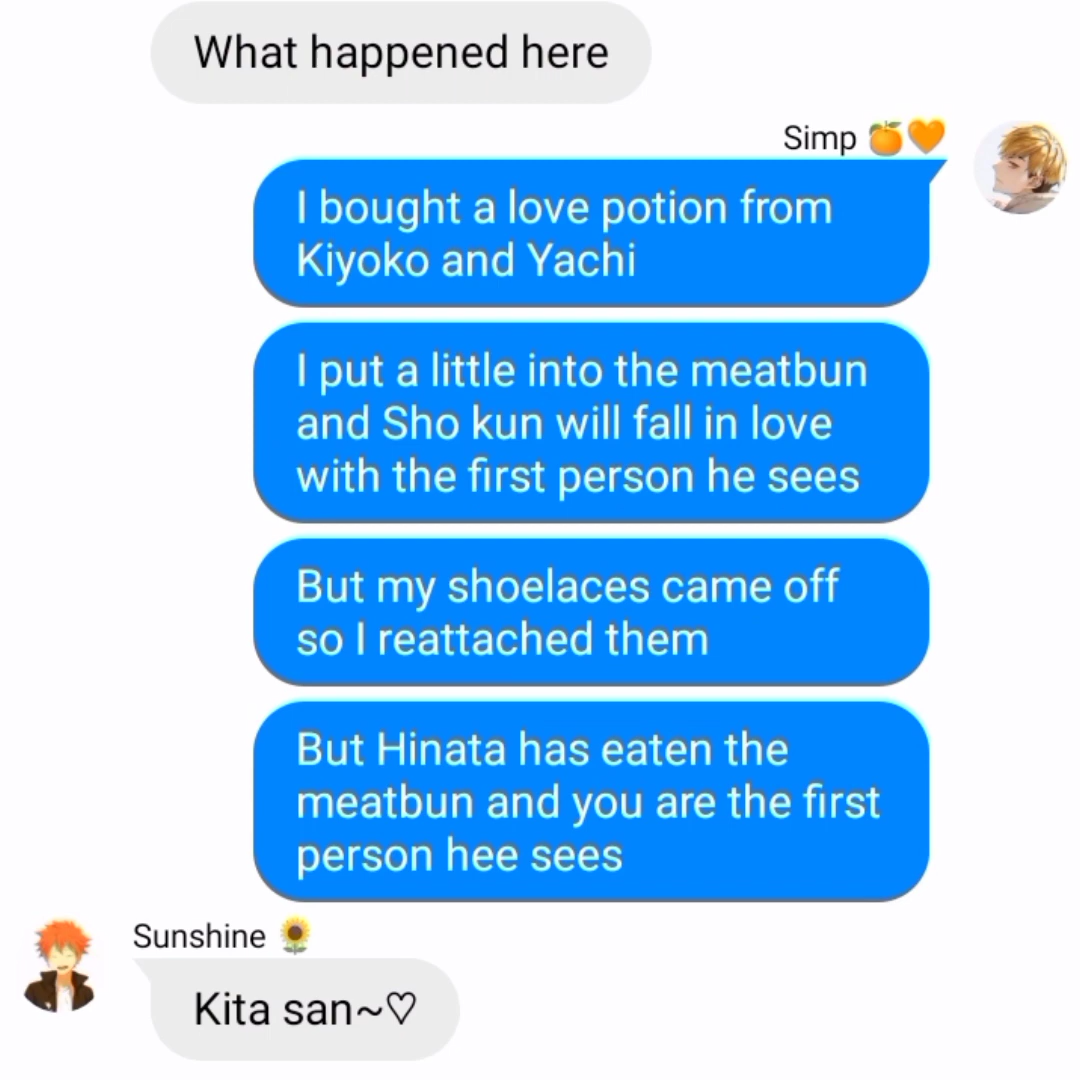 What happened here
Simp 🍊🧡
I bought a love potion from
Kiyoko and Yachi
I put a little into the meatbun
and Sho kun will fall in love
with the first person he sees
But my shoelaces came off
so I reattached them
But Hinata has eaten the
meatbun and you are the first
person hee sees
Sunshine 🌻
Kita san~♡